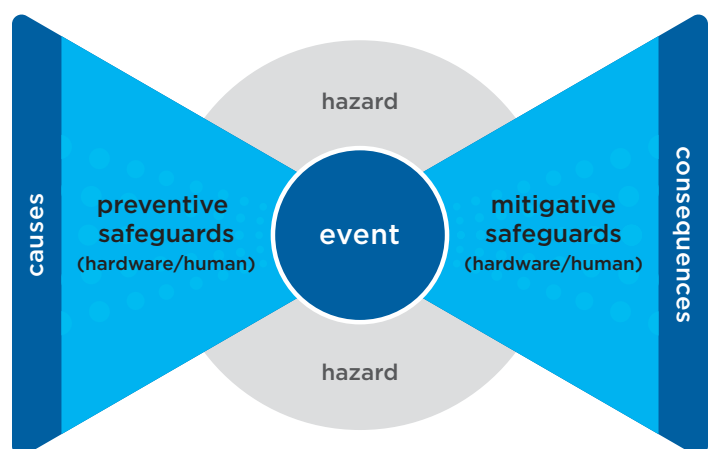 hazard
causes
preventive
safeguards
(hardware/human)
event
mitigative
safeguards
(hardware/human)
consequences
hazard